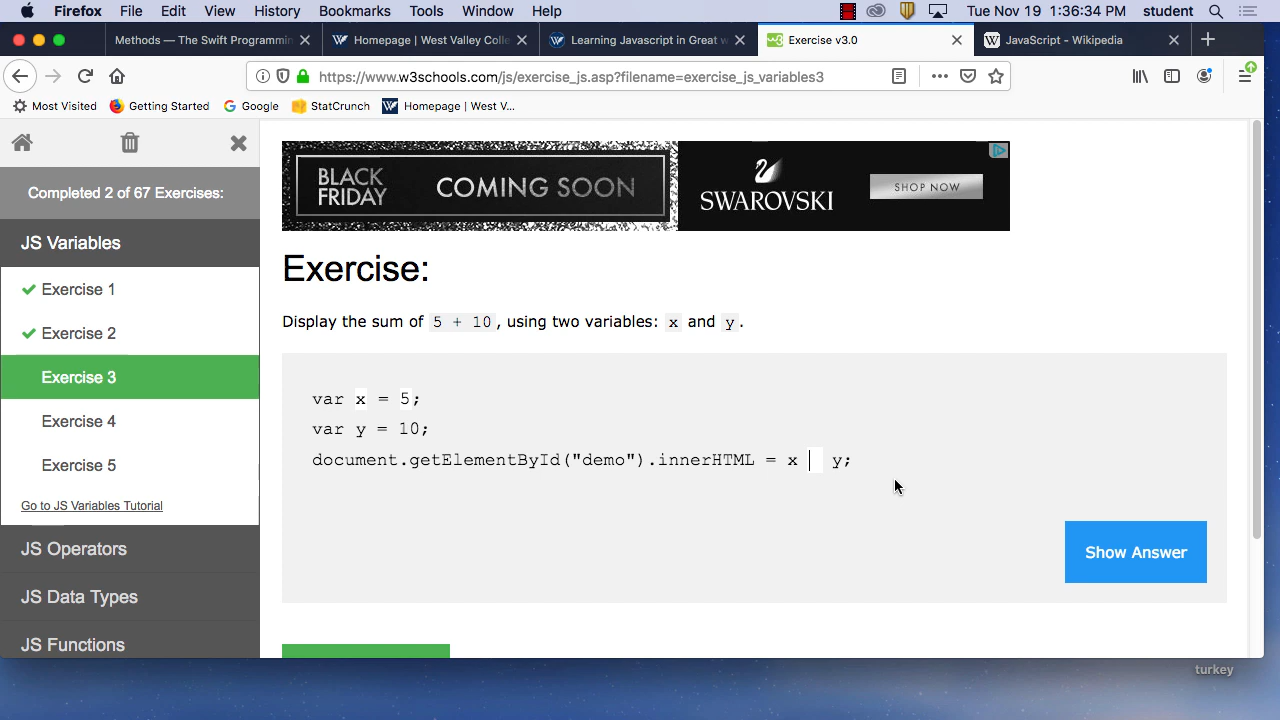 Firefox File Edit View History Bookmarks Tools Window Help Tue Nov 19 1:36:34 PM student
Methods — The Swift Programmin Homepage | West Valley Colle Learning Javascript in Great w Exercise v3.0 JavaScript - Wikipedia
https://www.w3schools.com/js/exercise_js.asp?filename=exercise_js_variables3
Most Visited Getting Started Google StatCrunch Homepage | West V...
BLACK FRIDAY COMING SOON SWAROVSKI SHOP NOW
Completed 2 of 67 Exercises:
JS Variables
Exercise 1
Exercise 2
Exercise 3
Exercise 4
Exercise 5
Go to JS Variables Tutorial
JS Operators
JS Data Types
JS Functions
Exercise:
Display the sum of 5 + 10, using two variables: x and y.
var x = 5;
var y = 10;
document.getElementById("demo").innerHTML = x y;
Show Answer
turkey